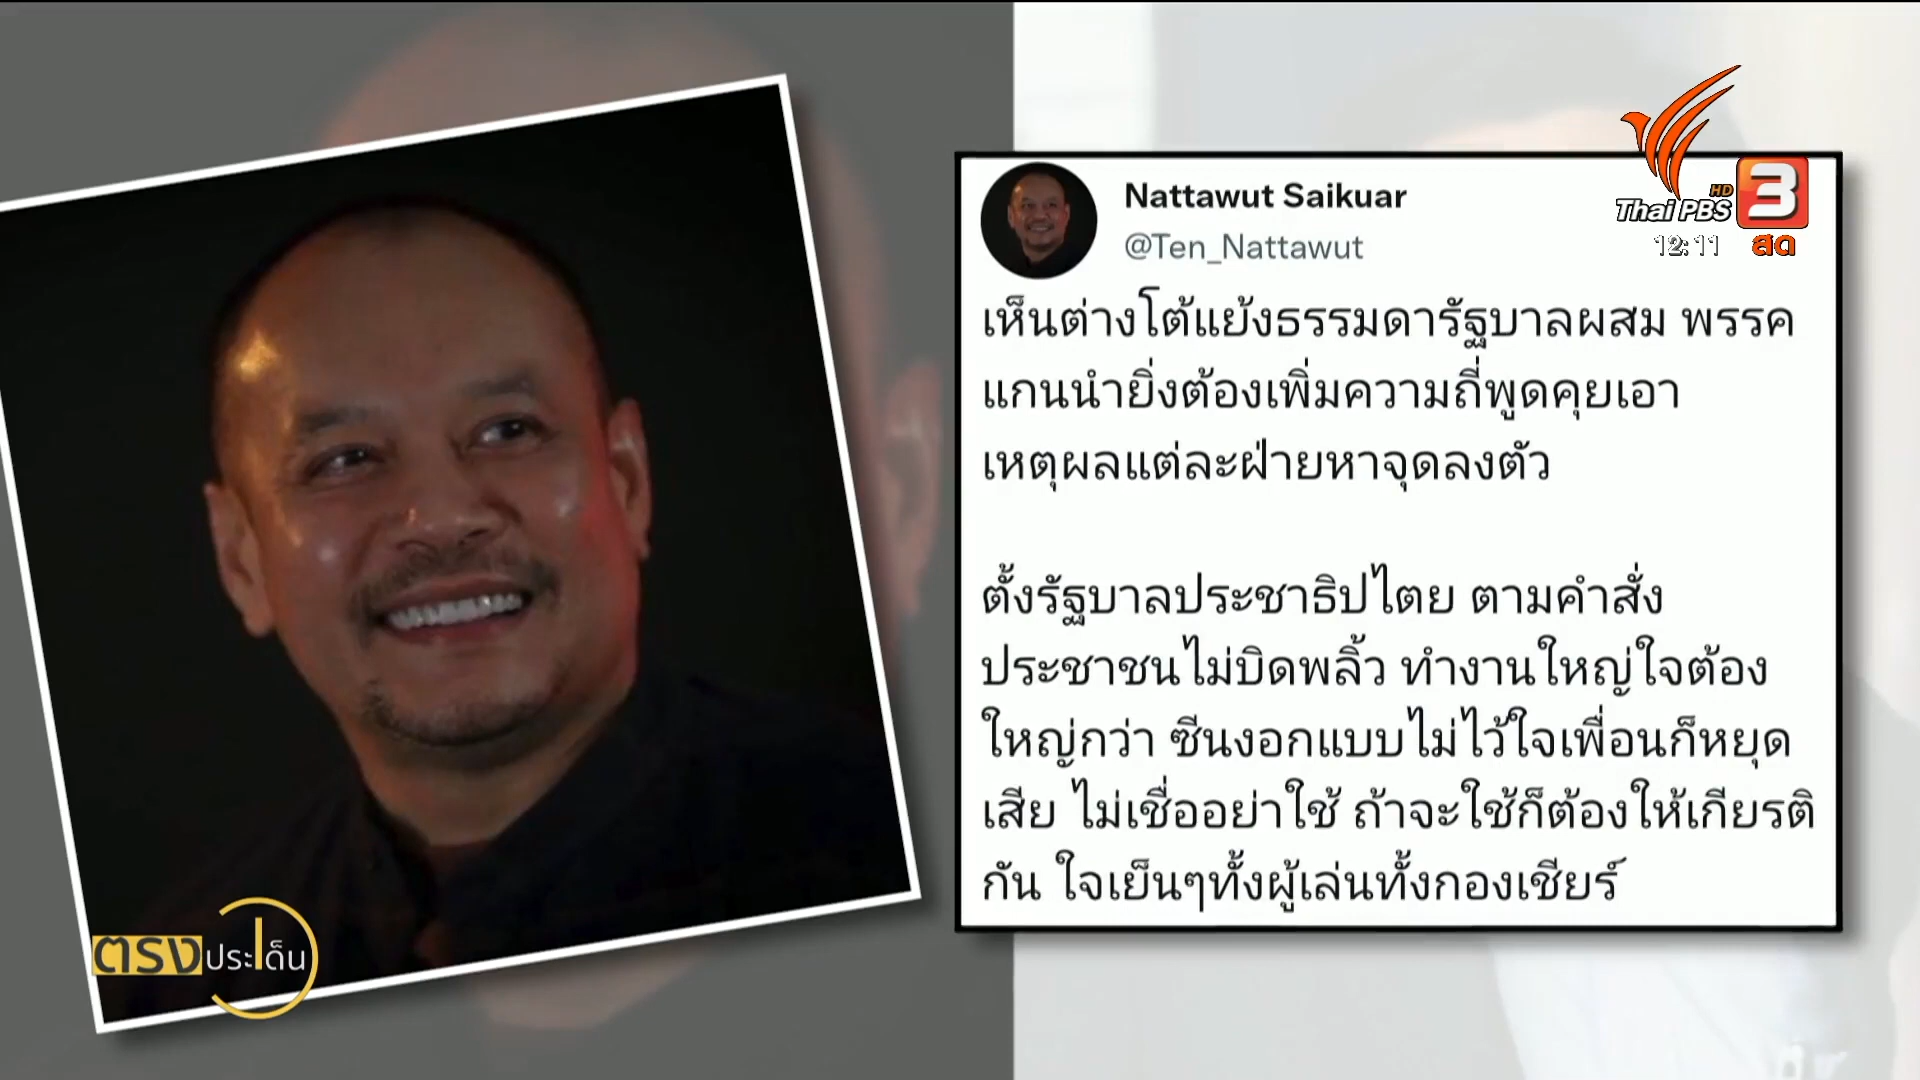 Thai PBS
HD
3
12:11
สด
Nattawut Saikuar
@Ten_Nattawut
เห็นต่างโต้แย้งธรรมดารัฐบาลผสม พรรค
แกนนำยิ่งต้องเพิ่มความถี่พูดคุยเอา
เหตุผลแต่ละฝ่ายหาจุดลงตัว
ตั้งรัฐบาลประชาธิปไตย ตามคำสั่ง
ประชาชนไม่บิดพลิ้ว ทำงานใหญ่ใจต้อง
ใหญ่กว่า ซีนงอกแบบไม่ไว้ใจเพื่อนก็หยุด
เสีย ไม่เชื่ออย่าใช้ ถ้าจะใช้ก็ต้องให้เกียรติ
กัน ใจเย็นๆทั้งผู้เล่นทั้งกองเชียร์
ตรงประเด็น